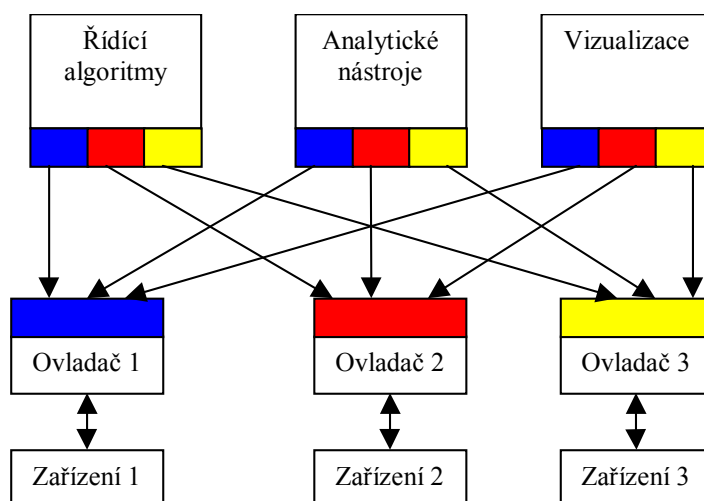 Řídící
algoritmy
Analytické
nástroje
Vizualizace
Ovladač 1
Ovladač 2
Ovladač 3
Zařízení 1
Zařízení 2
Zařízení 3